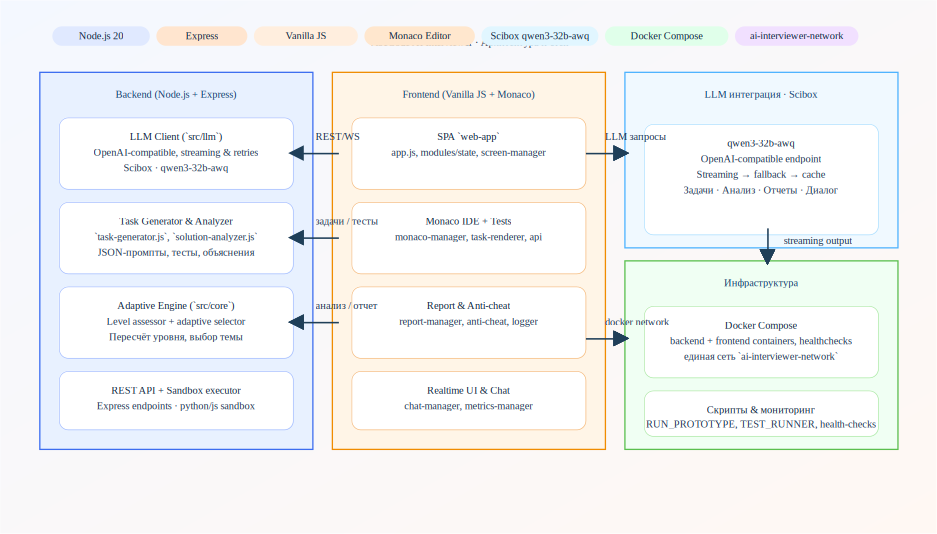 Node.js 20
Express
Vanilla JS
Monaco Editor
Scibox qwen3-32b-awq
Docker Compose
ai-interviewer-network
Backend (Node.js + Express)
LLM Client (`src/llm`)
OpenAI-compatible, streaming & retries
Scibox · qwen3-32b-awq
Task Generator & Analyzer
`task-generator.js`, `solution-analyzer.js`
JSON-промпты, тесты, объяснения
Adaptive Engine (`src/core`)
Level assessor + adaptive selector
Пересчёт уровня, выбор темы
REST API + Sandbox executor
Express endpoints · python/js sandbox
REST/WS
задачи / тесты
анализ / отчет
Frontend (Vanilla JS + Monaco)
SPA `web-app`
app.js, modules/state, screen-manager
Monaco IDE + Tests
monaco-manager, task-renderer, api
Report & Anti-cheat
report-manager, anti-cheat, logger
Realtime UI & Chat
chat-manager, metrics-manager
LLM запросы
docker network
LLM интеграция · Scibox
qwen3-32b-awq
OpenAI-compatible endpoint
Streaming → fallback → cache
Задачи · Анализ · Отчеты · Диалог
streaming output
Инфраструктура
Docker Compose
backend + frontend containers, healthchecks
единая сеть `ai-interviewer-network`
Скрипты & мониторинг
RUN_PROTOTYPE, TEST_RUNNER, health-checks